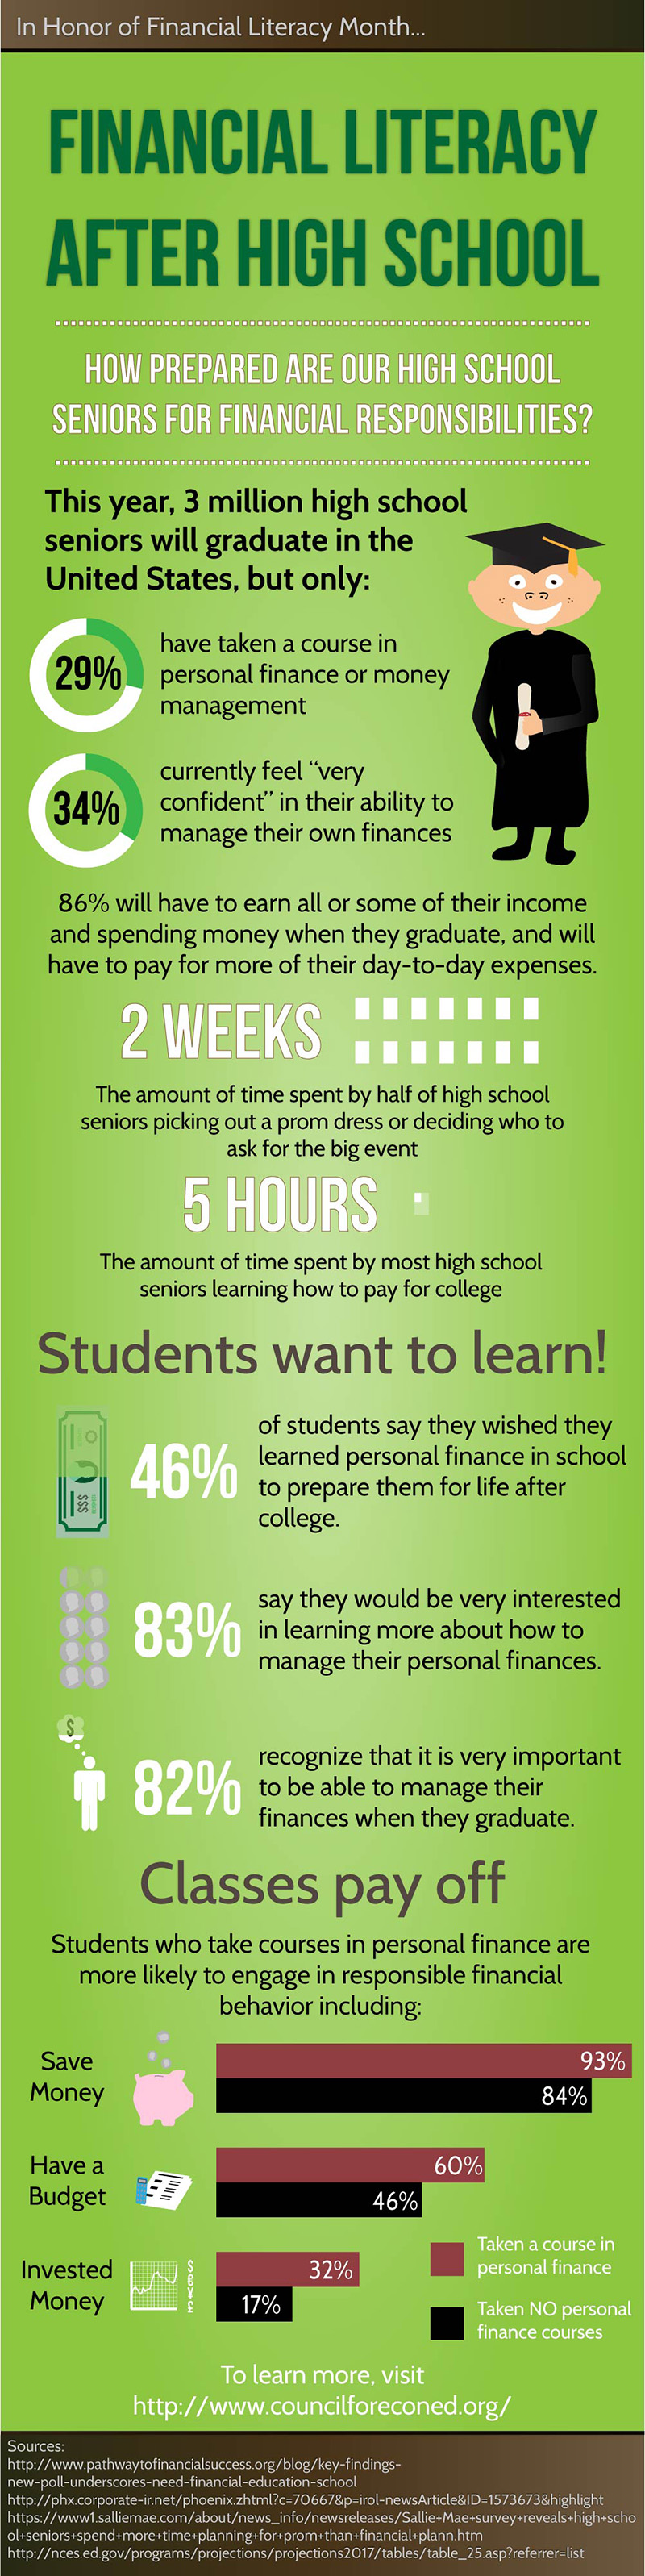 In Honor of Financial Literacy Month...
FINANCIAL LITERACY
AFTER HIGH SCHOOL
HOW PREPARED ARE OUR HIGH SCHOOL
SENIORS FOR FINANCIAL RESPONSIBILITIES?
This year, 3 million high school
seniors will graduate in the
United States, but only:
29%
have taken a course in
personal finance or money
management
34%
currently feel “very
confident” in their ability to
manage their own finances
86% will have to earn all or some of their income
and spending money when they graduate, and will
have to pay for more of their day-to-day expenses.
2 WEEKS
The amount of time spent by half of high school
seniors picking out a prom dress or deciding who to
ask for the big event
5 HOURS
The amount of time spent by most high school
seniors learning how to pay for college
Students want to learn!
46%
of students say they wished they
learned personal finance in school
to prepare them for life after
college.
$$$
83%
say they would be very interested
in learning more about how to
manage their personal finances.
$
82%
recognize that it is very important
to be able to manage their
finances when they graduate.
Classes pay off
Students who take courses in personal finance are
more likely to engage in responsible financial
behavior including:
Save
Money
93%
84%
Have a
Budget
60%
46%
Invested
Money
32%
17%
Taken a course in
personal finance
Taken NO personal
finance courses
To learn more, visit
http://www.councilforeconed.org/
Sources:
http://www.pathwaytofinancialsuccess.org/blog/key-findings-
new-poll-underscores-need-financial-education-school
http://phx.corporate-ir.net/phoenix.zhtml?c=70667&p=irol-newsArticle&ID=1573673&highlight
https://www1.salliemae.com/about/news_info/newsreleases/Sallie+Mae+survey+reveals+high+scho
ol+seniors+spend+more+time+planning+for+prom+than+financial+plann.htm
http://nces.ed.gov/programs/projections/projections2017/tables/table_25.asp?referrer=list